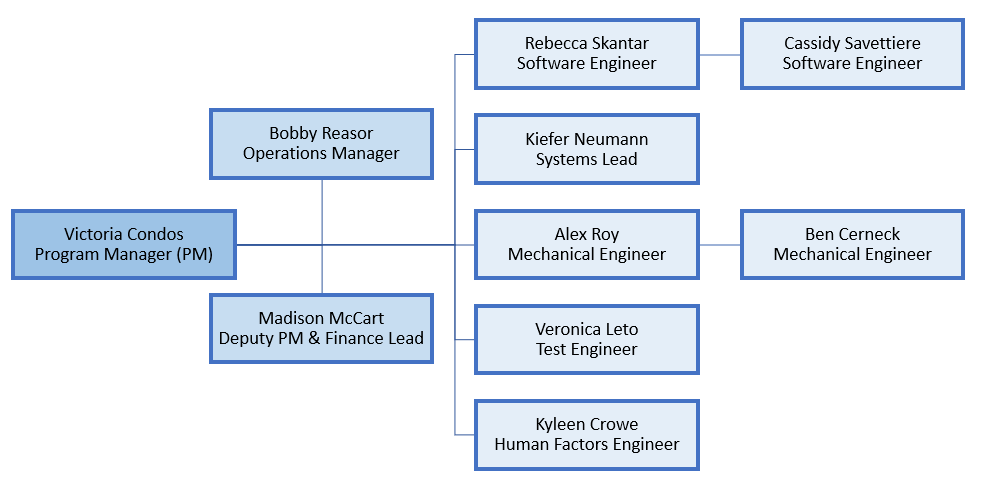 Rebecca Skantar
Software Engineer
Cassidy Savettiere
Software Engineer
Bobby Reasor
Operations Manager
Kiefer Neumann
Systems Lead
Victoria Condos
Program Manager (PM)
Alex Roy
Mechanical Engineer
Ben Cerneck
Mechanical Engineer
Madison McCart
Deputy PM & Finance Lead
Veronica Leto
Test Engineer
Kyleen Crowe
Human Factors Engineer